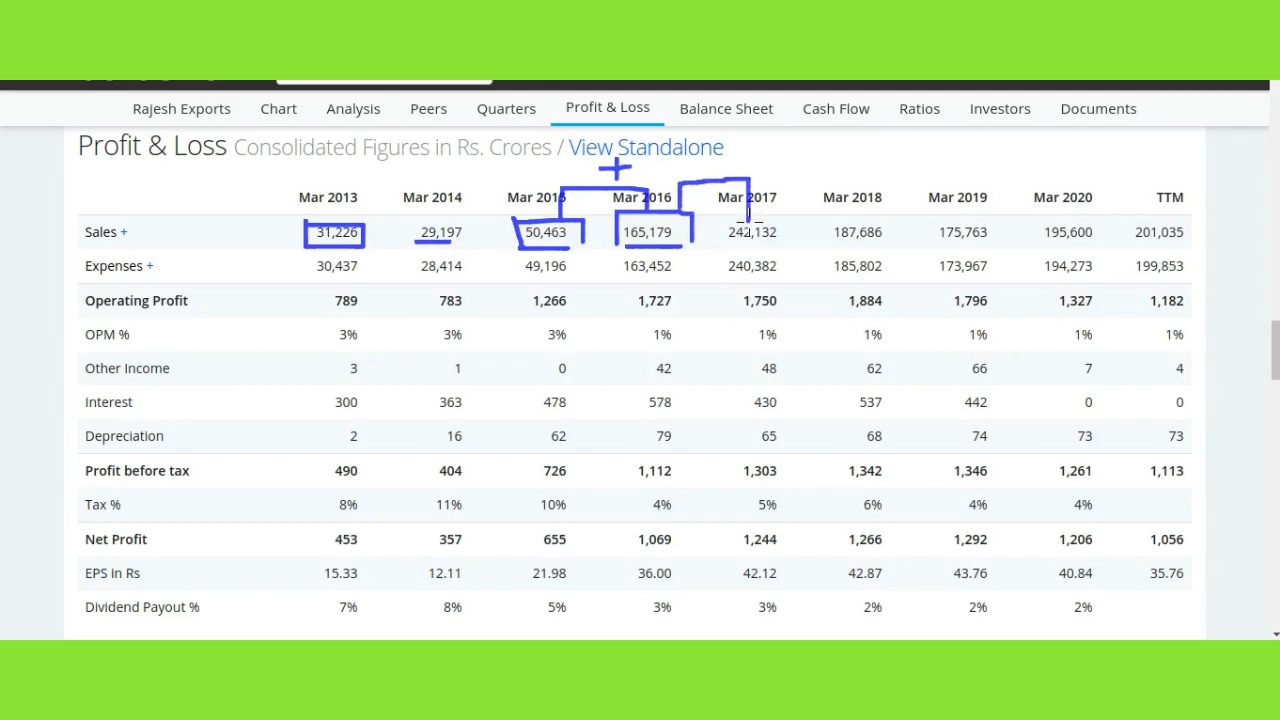 Rajesh Exports Chart Analysis Peers Quarters Profit & Loss Balance Sheet Cash Flow Ratios Investors Documents
Profit & Loss Consolidated Figures in Rs. Crores / View Standalone
+
Mar 2013 Mar 2014 Mar 2015 Mar 2016 Mar 2017 Mar 2018 Mar 2019 Mar 2020 TTM
Sales + 31,226 29,197 50,463 165,179 242,132 187,686 175,763 195,600 201,035
Expenses + 30,437 28,414 49,196 163,452 240,382 185,802 173,967 194,273 199,853
Operating Profit 789 783 1,266 1,727 1,750 1,884 1,796 1,327 1,182
OPM % 3% 3% 3% 1% 1% 1% 1% 1% 1%
Other Income 3 1 0 42 48 62 66 7 4
Interest 300 363 478 578 430 537 442 0 0
Depreciation 2 16 62 79 65 68 74 73 73
Profit before tax 490 404 726 1,112 1,303 1,342 1,346 1,261 1,113
Tax % 8% 11% 10% 4% 5% 6% 4% 4%
Net Profit 453 357 655 1,069 1,244 1,266 1,292 1,206 1,056
EPS in Rs 15.33 12.11 21.98 36.00 42.12 42.87 43.76 40.84 35.76
Dividend Payout % 7% 8% 5% 3% 3% 2% 2% 2%